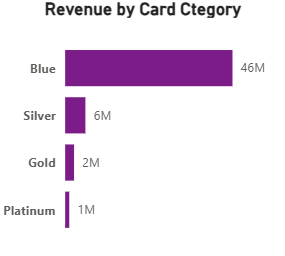 Revenue by Card Ctegory
Blue 46M
Silver 6M
Gold 2M
Platinum 1M